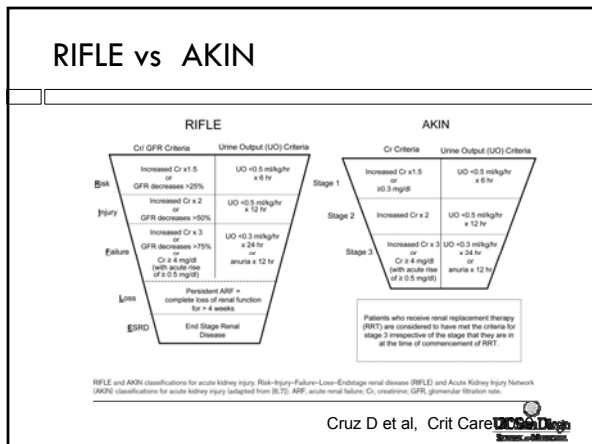 RIFLE vs AKIN
RIFLE
Cr/ GFR Criteria
Urine Output (UO) Criteria
Risk
Increased Cr x1.5
or
GFR decreases >25%
UO <0.5 ml/kg/hr
x 6 hr
Injury
Increased Cr x 2
or
GFR decreases >50%
UO <0.5 ml/kg/hr
x 12 hr
Failure
Increased Cr x 3
or
GFR decreases >75%
or
Cr ≥ 4 mg/dl
(with acute rise
of ≥ 0.5 mg/dl)
UO <0.3 ml/kg/hr
x 24 hr
or
anuria x 12 hr
Loss
Persistent ARF =
complete loss of renal function
for > 4 weeks
ESRD
End Stage Renal
Disease
AKIN
Cr Criteria
Urine Output (UO) Criteria
Stage 1
Increased Cr x1.5
or
≥0.3 mg/dl
UO <0.5 ml/kg/hr
x 6 hr
Stage 2
Increased Cr x 2
UO <0.5 ml/kg/hr
x 12 hr
Stage 3
Increased Cr x 3
or
Cr ≥ 4 mg/dl
(with acute rise
of ≥ 0.5 mg/dl)
UO <0.3 ml/kg/hr
x 24 hr
or
anuria x 12 hr
Patients who receive renal replacement therapy
(RRT) are considered to have met the criteria for
stage 3 irrespective of the stage that they are in
at the time of commencement of RRT.
RIFLE and AKIN classifications for acute kidney injury. Risk–Injury–Failure–Loss–Endstage renal disease (RIFLE) and Acute Kidney Injury Network
(AKIN) classifications for acute kidney injury (adapted from [6,7]). ARF, acute renal failure; Cr, creatinine; GFR, glomerular filtration rate.
Cruz D et al, Crit Care
San Diego